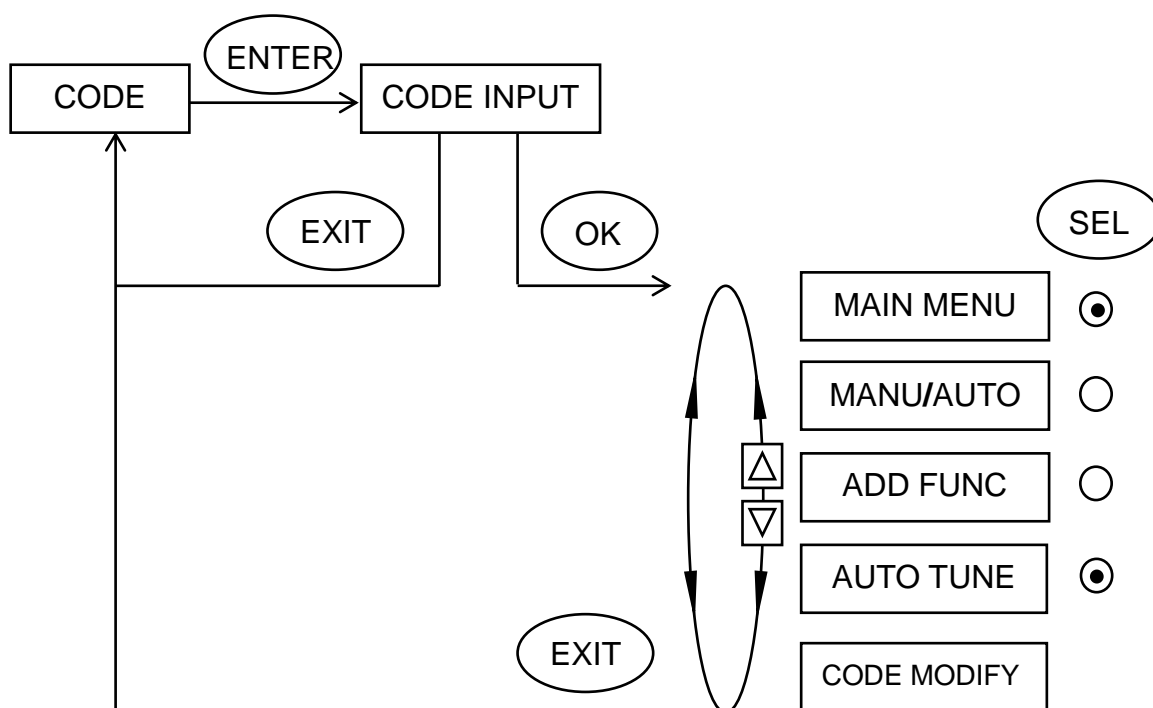 ENTER
CODE
CODE INPUT
EXIT
OK
SEL
MAIN MENU
MANU/AUTO
ADD FUNC
AUTO TUNE
EXIT
CODE MODIFY